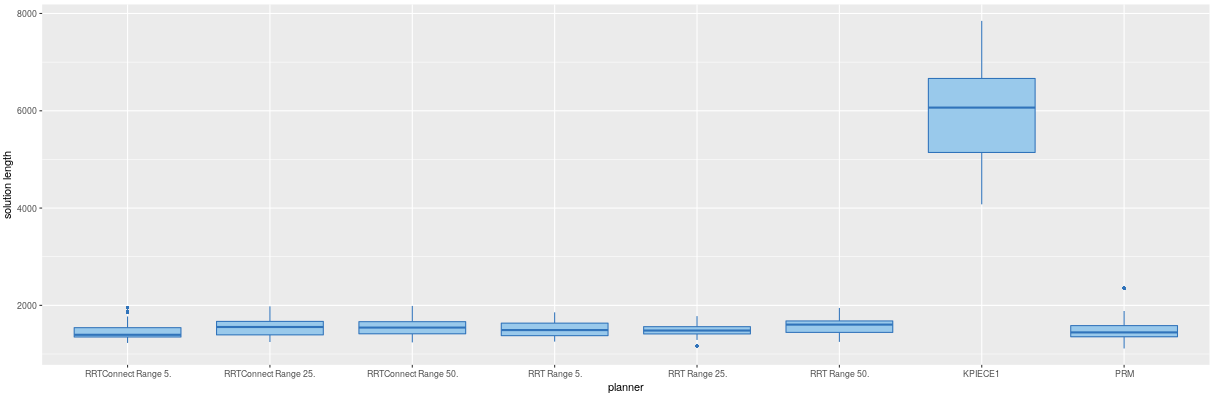 8000
6000
4000
2000
solution length
RRTConnect Range 5.
RRTConnect Range 25.
RRTConnect Range 50.
RRT Range 5.
RRT Range 25.
RRT Range 50.
KPIECE1
PRM
planner